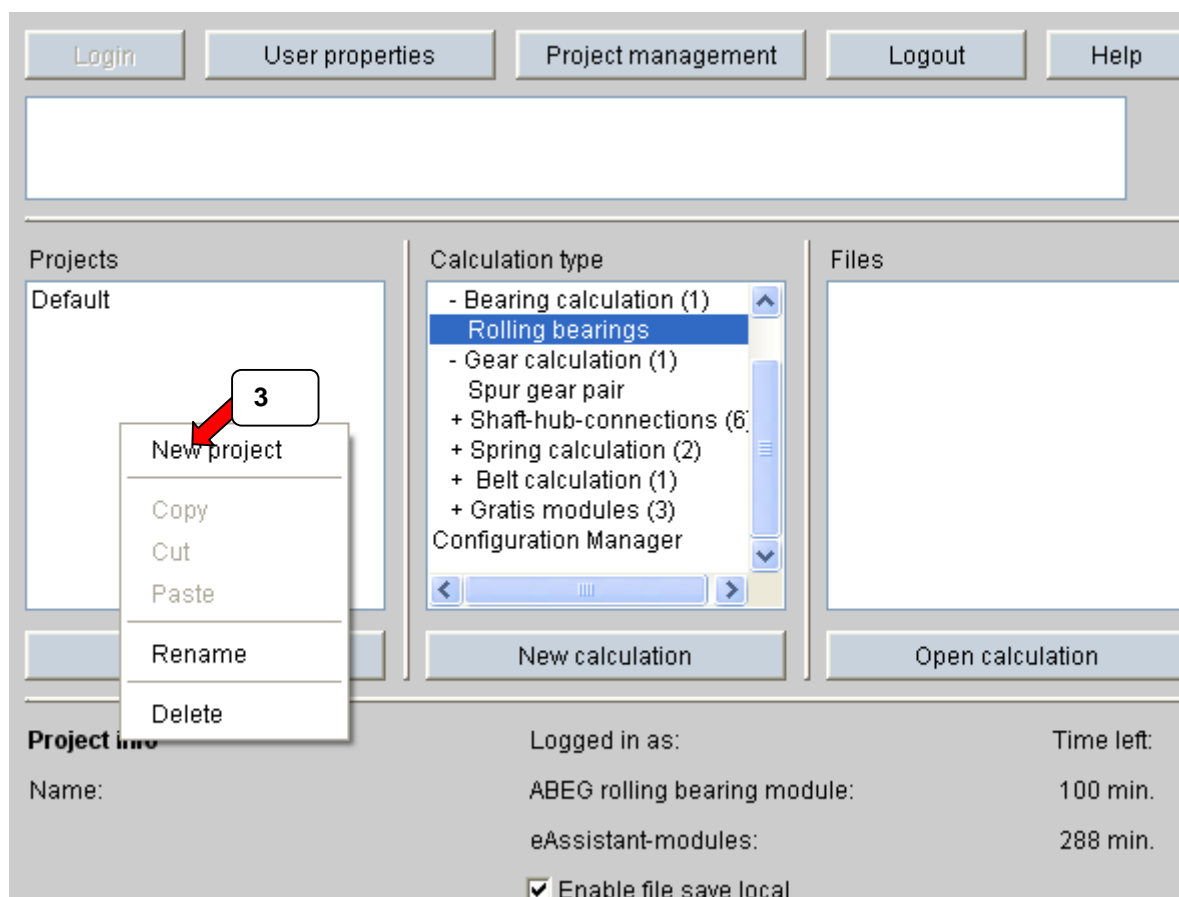 Login User properties Project management Logout Help
Projects
Default
Calculation type
- Bearing calculation (1)
Rolling bearings
- Gear calculation (1)
Spur gear pair
+ Shaft-hub-connections (6)
+ Spring calculation (2)
+ Belt calculation (1)
+ Gratis modules (3)
Configuration Manager
Files
3
New project
Copy
Cut
Paste
Rename
Delete
New calculation
Open calculation
Project info
Name:
Logged in as:
Time left:
ABEG rolling bearing module:
100 min.
eAssistant-modules:
288 min.
Enable file save local